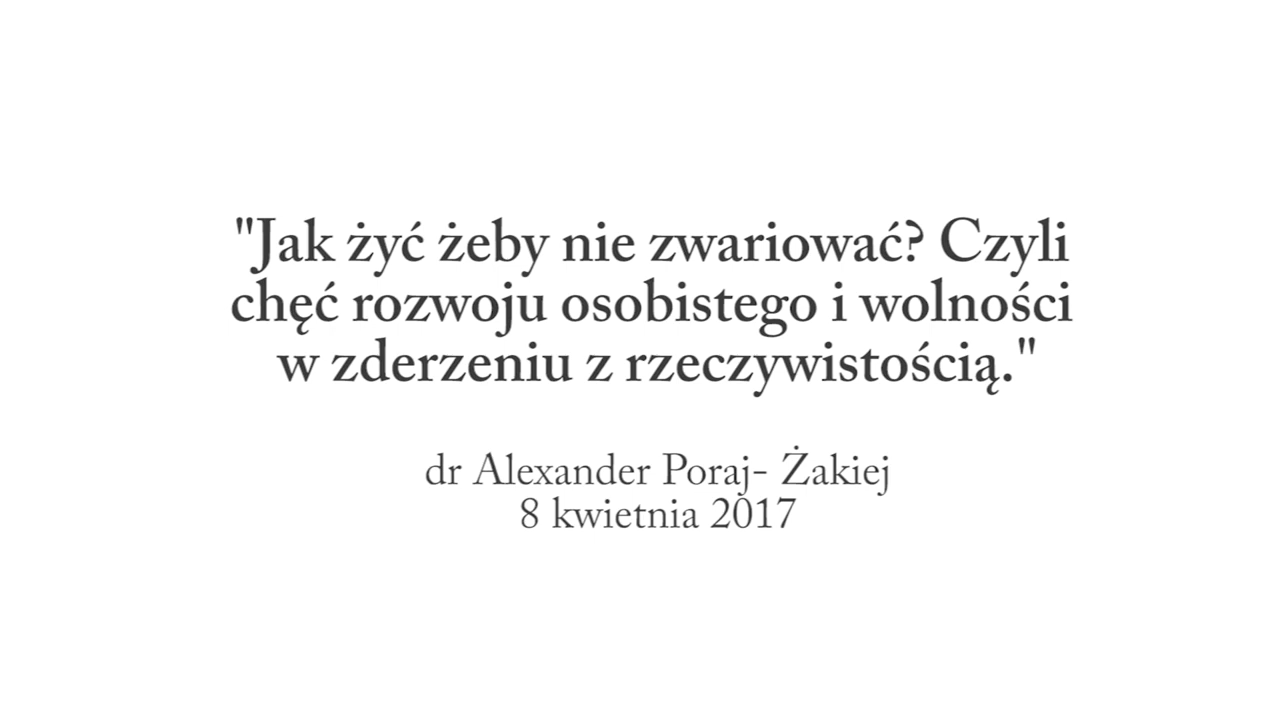 "Jak żyć żeby nie zwariować? Czyli
chęć rozwoju osobistego i wolności
w zderzeniu z rzeczywistością."
dr Alexander Poraj- Żakiej
8 kwietnia 2017